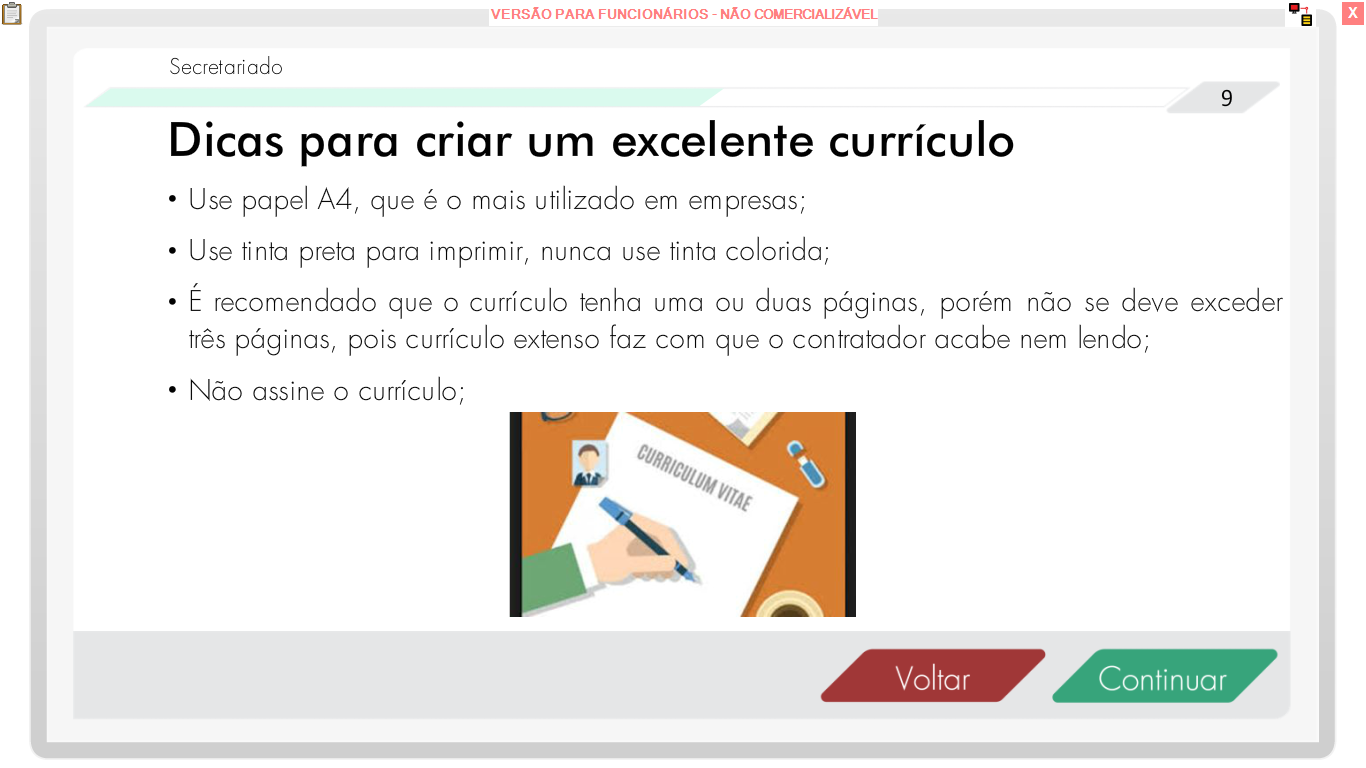 VERSÃO PARA FUNCIONÁRIOS - NÃO COMERCIALIZÁVEL
X
Secretariado
9
Dicas para criar um excelente currículo
• Use papel A4, que é o mais utilizado em empresas;
• Use tinta preta para imprimir, nunca use tinta colorida;
• É recomendado que o currículo tenha uma ou duas páginas, porém não se deve exceder
três páginas, pois currículo extenso faz com que o contratador acabe nem lendo;
• Não assine o currículo;
CURRICULUM VITAE
Voltar
Continuar